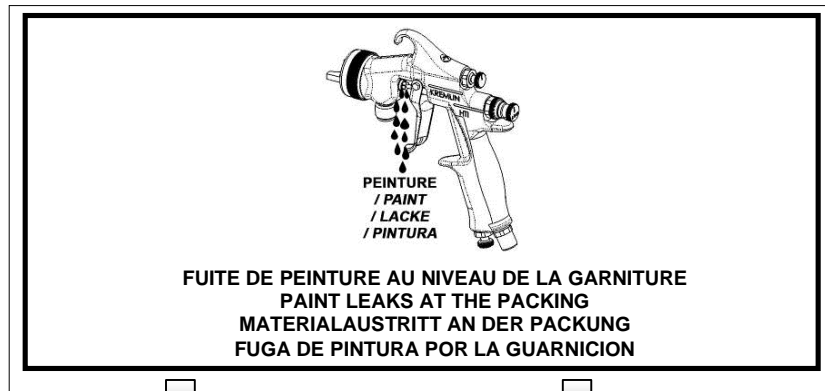 KREMLIN
HTI
PEINTURE
/ PAINT
/ LACKE
/ PINTURA
FUITE DE PEINTURE AU NIVEAU DE LA GARNITURE
PAINT LEAKS AT THE PACKING
MATERIALAUSTRITT AN DER PACKUNG
FUGA DE PINTURA POR LA GUARNICION